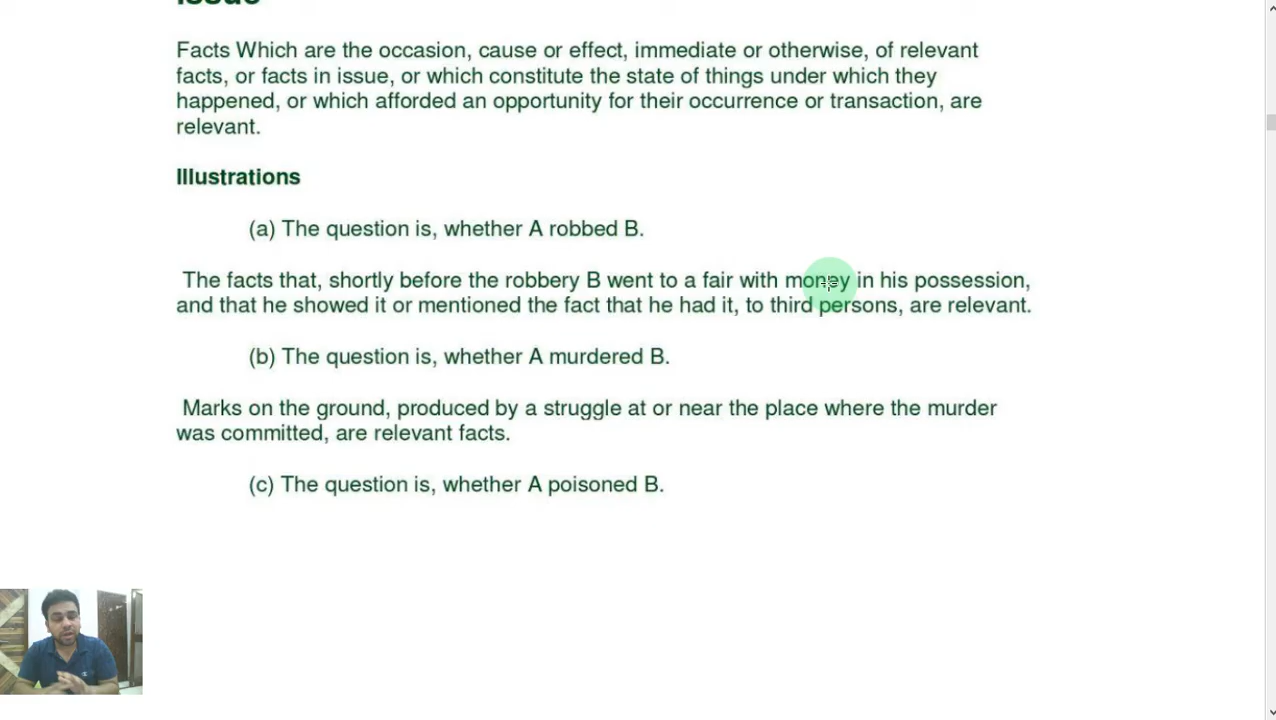 Issue
Facts Which are the occasion, cause or effect, immediate or otherwise, of relevant
facts, or facts in issue, or which constitute the state of things under which they
happened, or which afforded an opportunity for their occurrence or transaction, are
relevant.
Illustrations
(a) The question is, whether A robbed B.
The facts that, shortly before the robbery B went to a fair with money in his possession,
and that he showed it or mentioned the fact that he had it, to third persons, are relevant.
(b) The question is, whether A murdered B.
Marks on the ground, produced by a struggle at or near the place where the murder
was committed, are relevant facts.
(c) The question is, whether A poisoned B.